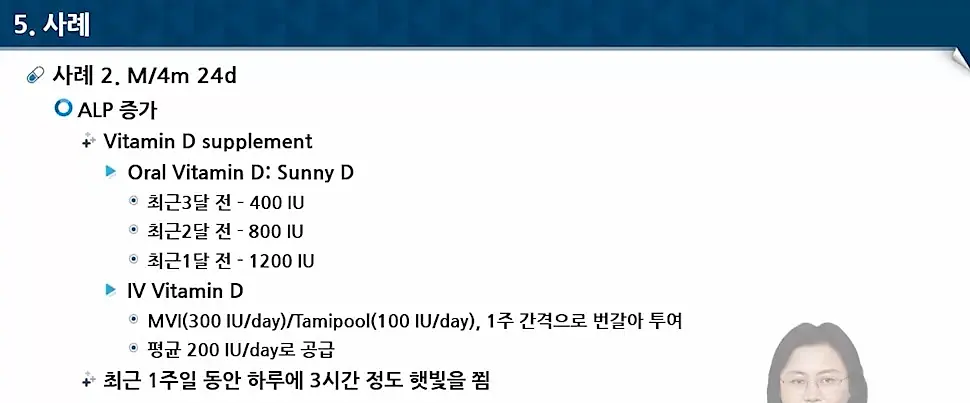 5. 사례
사례 2. M/4m 24d
ALP 증가
Vitamin D supplement
Oral Vitamin D: Sunny D
최근3달 전 - 400 IU
최근2달 전 - 800 IU
최근1달 전 - 1200 IU
IV Vitamin D
MVI(300 IU/day)/Tamipool(100 IU/day), 1주 간격으로 번갈아 투여
평균 200 IU/day로 공급
최근 1주일 동안 하루에 3시간 정도 햇빛을 쬠